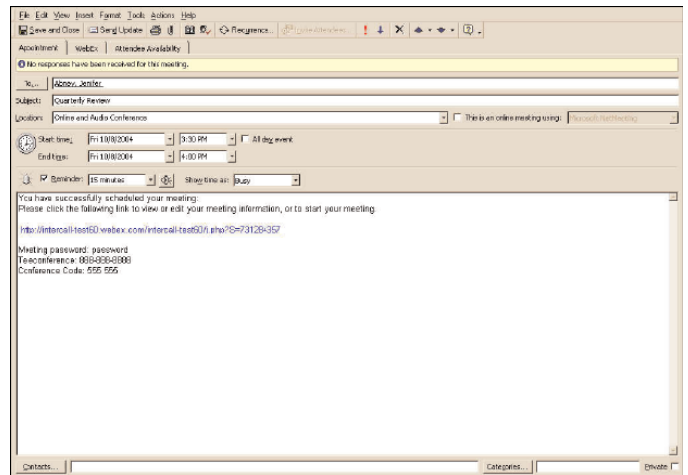 File Edit View Insert Format Tools Actions Help
Save and Close Send Update Recurrence...
Appointment WebEx Attendee Availability
No responses have been received for this meeting.
To... Abney, Jenifer
Subject: Quarterly Review
Location: Online and Audio Conference This is an online meeting using: Microsoft NetMeeting
Start time: Fri 10/8/2004 3:30 PM All day event
End time: Fri 10/8/2004 4:00 PM
Reminder: 15 minutes Show time as: Busy
You have successfully scheduled your meeting:
Please click the following link to view or edit your meeting information, or to start your meeting.
http://intercall-test60.webex.com/intercall-test60/j.php?S=731284357
Meeting password: password
Teeconference: 888-888-8888
Conference Code: 555 555
Contacts... Categories... Private